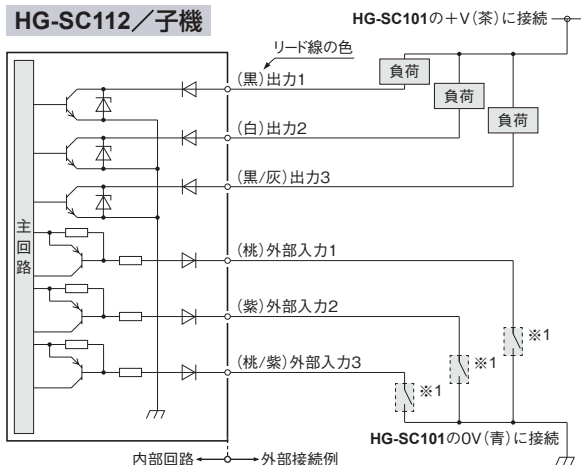 HG-SC112／子機
HG-SC101の＋V（茶）に接続
リード線の色
負荷
負荷
負荷
（黒）出力1
（白）出力2
（黒/灰）出力3
主回路
（桃）外部入力1
（紫）外部入力2
（桃/紫）外部入力3
※1
※1
※1
HG-SC101の0V（青）に接続
内部回路
外部接続例